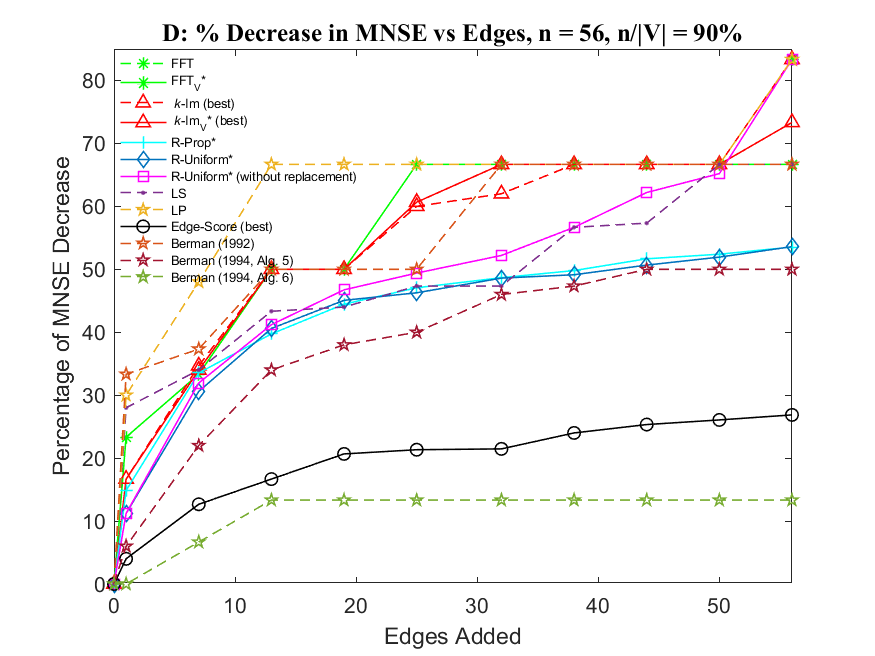 D: % Decrease in MNSE vs Edges, n = 56, n/|V| = 90%
Percentage of MNSE Decrease
80
70
60
50
40
30
20
10
0
FFT
FFT_V*
k-lm (best)
k-lm_V* (best)
R-Prop*
R-Uniform*
R-Uniform* (without replacement)
LS
LP
Edge-Score (best)
Berman (1992)
Berman (1994, Alg. 5)
Berman (1994, Alg. 6)
0 10 20 30 40 50
Edges Added